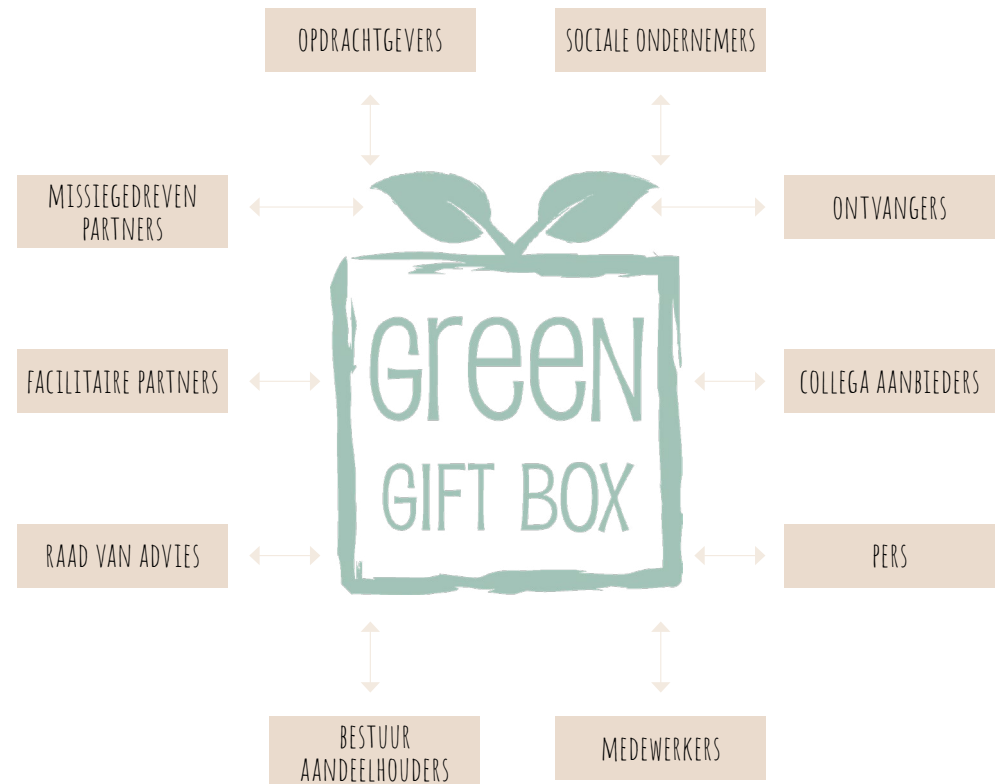 OPDRACHTGEVERS
SOCIALE ONDERNEMERS
MISSIEGEDREVEN
PARTNERS
ONTVANGERS
GreeN
GIFT BOX
FACILITAIRE PARTNERS
COLLEGA AANBIEDERS
RAAD VAN ADVIES
PERS
BESTUUR
AANDEELHOUDERS
MEDEWERKERS